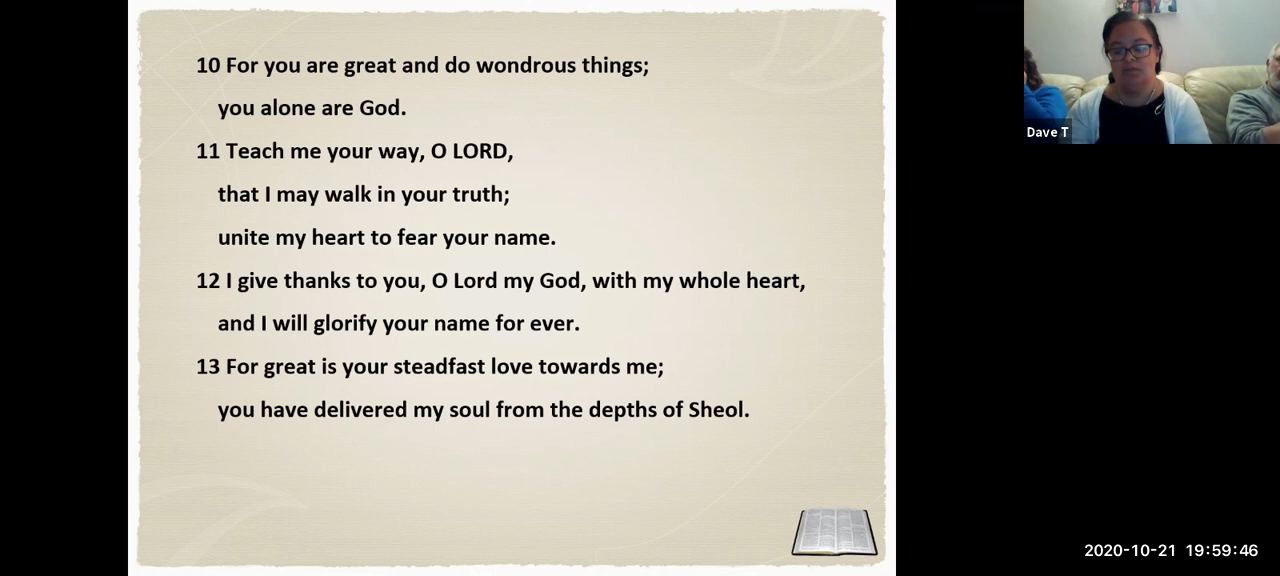 10 For you are great and do wondrous things;
you alone are God.
11 Teach me your way, O LORD,
that I may walk in your truth;
unite my heart to fear your name.
12 I give thanks to you, O Lord my God, with my whole heart,
and I will glorify your name for ever.
13 For great is your steadfast love towards me;
you have delivered my soul from the depths of Sheol.
Dave T
2020-10-21 19:59:46